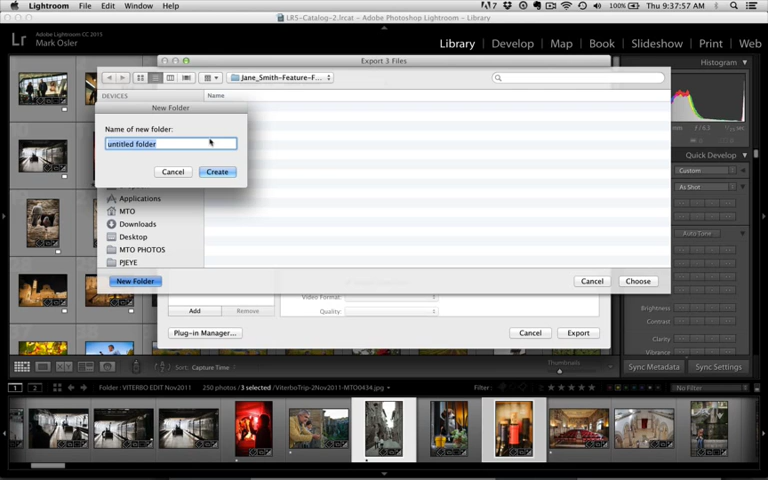 Lightroom File Edit Window Help 7 100% Thu 9:37:57 AM
LR5-Catalog-2.lrcat - Adobe Photoshop Lightroom - Library
Lr Adobe Lightroom CC 2015
Mark Osler
Library | Develop | Map | Book | Slideshow | Print | Web
Export 3 Files
Histogram
Jane_Smith-Feature-F...
DEVICES
Name
New Folder
Name of new folder:
untitled folder
Cancel
Create
Quick Develop
Custom
As Shot
Auto Tone
Applications
MTO
Downloads
Desktop
MTO PHOTOS
PJEYE
New Folder
Cancel
Choose
Video Format:
Quality:
Add
Remove
Plug-in Manager...
Cancel
Export
Brightness
Contrast
Clarity
Vibrance
Sort: Capture Time
Thumbnails
Sync Metadata
Sync Settings
1 2 Folder : VITERBO EDIT Nov2011 250 photos / 3 selected / ViterboTrip-2Nov2011-MTO0434.jpg
Filter :
No Filter